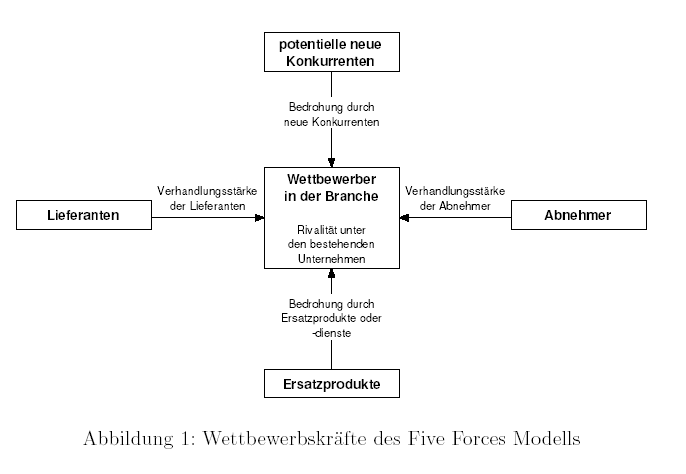 potentielle neue
Konkurrenten
Bedrohung durch
neue Konkurrenten
Wettbewerber
in der Branche
Rivalität unter
den bestehenden
Unternehmen
Lieferanten
Verhandlungsstärke
der Lieferanten
Verhandlungsstärke
der Abnehmer
Abnehmer
Bedrohung durch
Ersatzprodukte oder
-dienste
Ersatzprodukte
Abbildung 1: Wettbewerbskräfte des Five Forces Modells